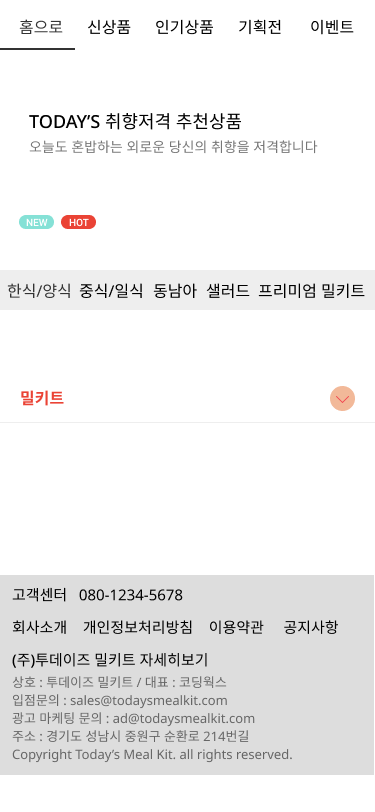 홈으로 신상품 인기상품 기획전 이벤트
TODAY’S 취향저격 추천상품
오늘도 혼밥하는 외로운 당신의 취향을 저격합니다
NEW HOT
한식/양식 중식/일식 동남아 샐러드 프리미엄 밀키트
밀키트
고객센터 080-1234-5678
회사소개 개인정보처리방침 이용약관 공지사항
(주)투데이즈 밀키트 자세히보기
상호 : 투데이즈 밀키트 / 대표 : 코딩웍스
입점문의 : sales@todaysmealkit.com
광고 마케팅 문의 : ad@todaysmealkit.com
주소 : 경기도 성남시 중원구 순환로 214번길
Copyright Today’s Meal Kit. all rights reserved.